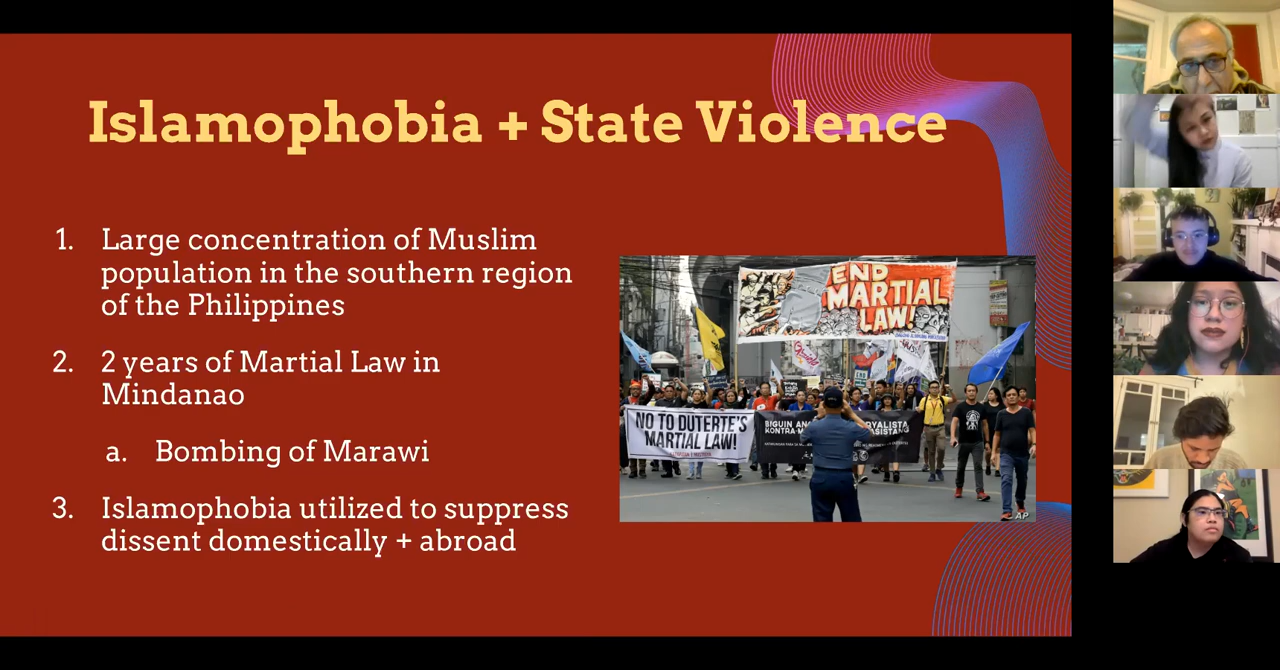 Islamophobia + State Violence
1. Large concentration of Muslim
population in the southern region
of the Philippines
2. 2 years of Martial Law in
Mindanao
a. Bombing of Marawi
3. Islamophobia utilized to suppress
dissent domestically + abroad
END
MARTIAL
LAW!
NO TO DUTERTE'S
MARTIAL LAW!
BIGUIN
KONTRA
AP